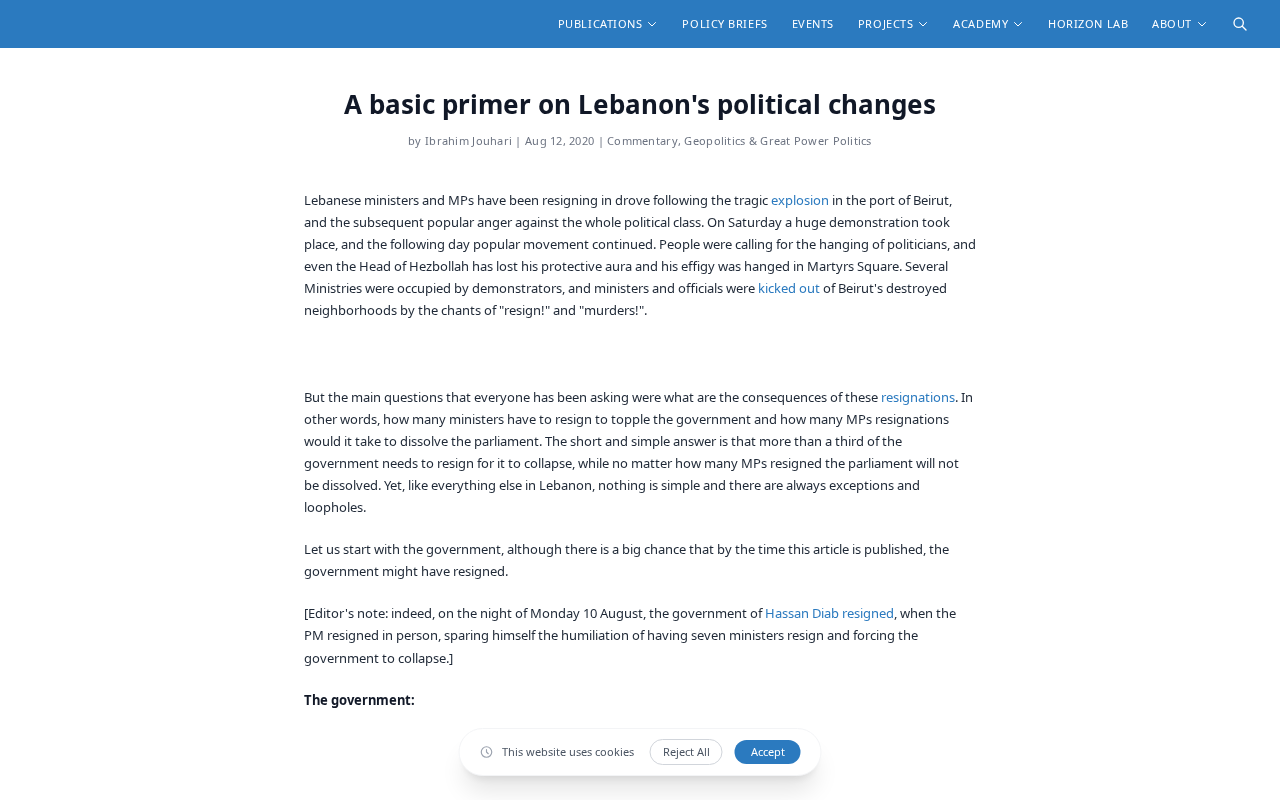 PUBLICATIONS POLICY BRIEFS EVENTS PROJECTS ACADEMY HORIZON LAB ABOUT
A basic primer on Lebanon's political changes
by Ibrahim Jouhari | Aug 12, 2020 | Commentary, Geopolitics & Great Power Politics
Lebanese ministers and MPs have been resigning in drove following the tragic explosion in the port of Beirut,
and the subsequent popular anger against the whole political class. On Saturday a huge demonstration took
place, and the following day popular movement continued. People were calling for the hanging of politicians, and
even the Head of Hezbollah has lost his protective aura and his effigy was hanged in Martyrs Square. Several
Ministries were occupied by demonstrators, and ministers and officials were kicked out of Beirut's destroyed
neighborhoods by the chants of "resign!" and "murders!".
But the main questions that everyone has been asking were what are the consequences of these resignations. In
other words, how many ministers have to resign to topple the government and how many MPs resignations
would it take to dissolve the parliament. The short and simple answer is that more than a third of the
government needs to resign for it to collapse, while no matter how many MPs resigned the parliament will not
be dissolved. Yet, like everything else in Lebanon, nothing is simple and there are always exceptions and
loopholes.
Let us start with the government, although there is a big chance that by the time this article is published, the
government might have resigned.
[Editor's note: indeed, on the night of Monday 10 August, the government of Hassan Diab resigned, when the
PM resigned in person, sparing himself the humiliation of having seven ministers resign and forcing the
government to collapse.]
The government:
This website uses cookies Reject All Accept